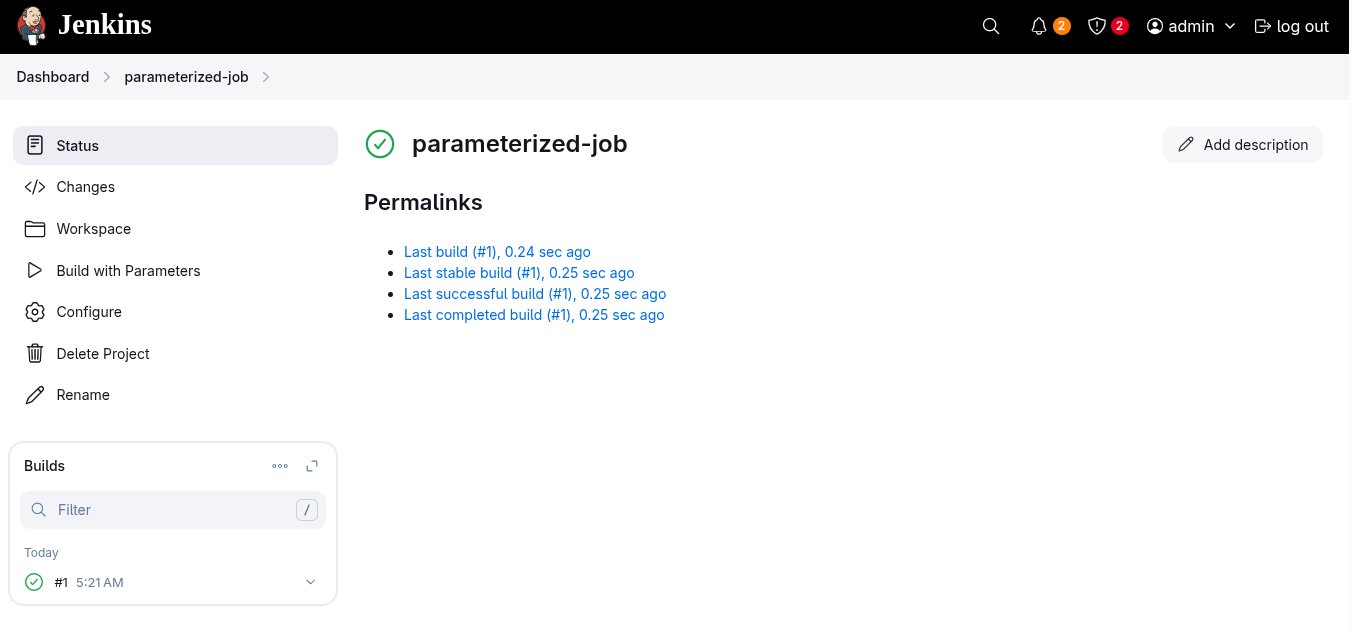 Jenkins
2
2
admin
log out
Dashboard
parameterized-job
Status
Changes
Workspace
Build with Parameters
Configure
Delete Project
Rename
Builds
Filter
/
Today
#1 5:21 AM
parameterized-job
Add description
Permalinks
Last build (#1), 0.24 sec ago
Last stable build (#1), 0.25 sec ago
Last successful build (#1), 0.25 sec ago
Last completed build (#1), 0.25 sec ago